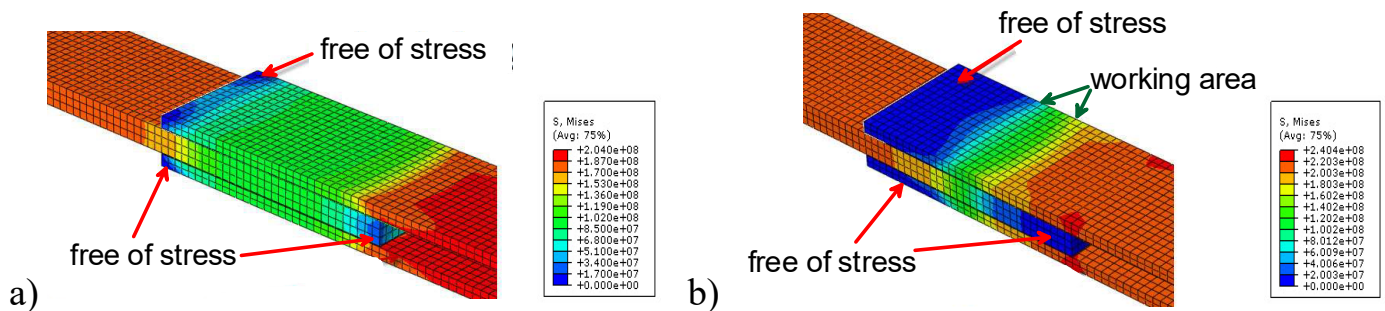 free of stress
free of stress
a)
S, Mises
(Avg: 75%)
+2.040e+08
+1.870e+08
+1.700e+08
+1.530e+08
+1.360e+08
+1.190e+08
+1.020e+08
+8.500e+07
+6.800e+07
+5.100e+07
+3.400e+07
+1.700e+07
+0.000e+00
free of stress
working area
free of stress
b)
S, Mises
(Avg: 75%)
+2.404e+08
+2.203e+08
+2.003e+08
+1.803e+08
+1.602e+08
+1.402e+08
+1.202e+08
+1.002e+08
+8.012e+07
+6.009e+07
+4.006e+07
+2.003e+07
+0.000e+00